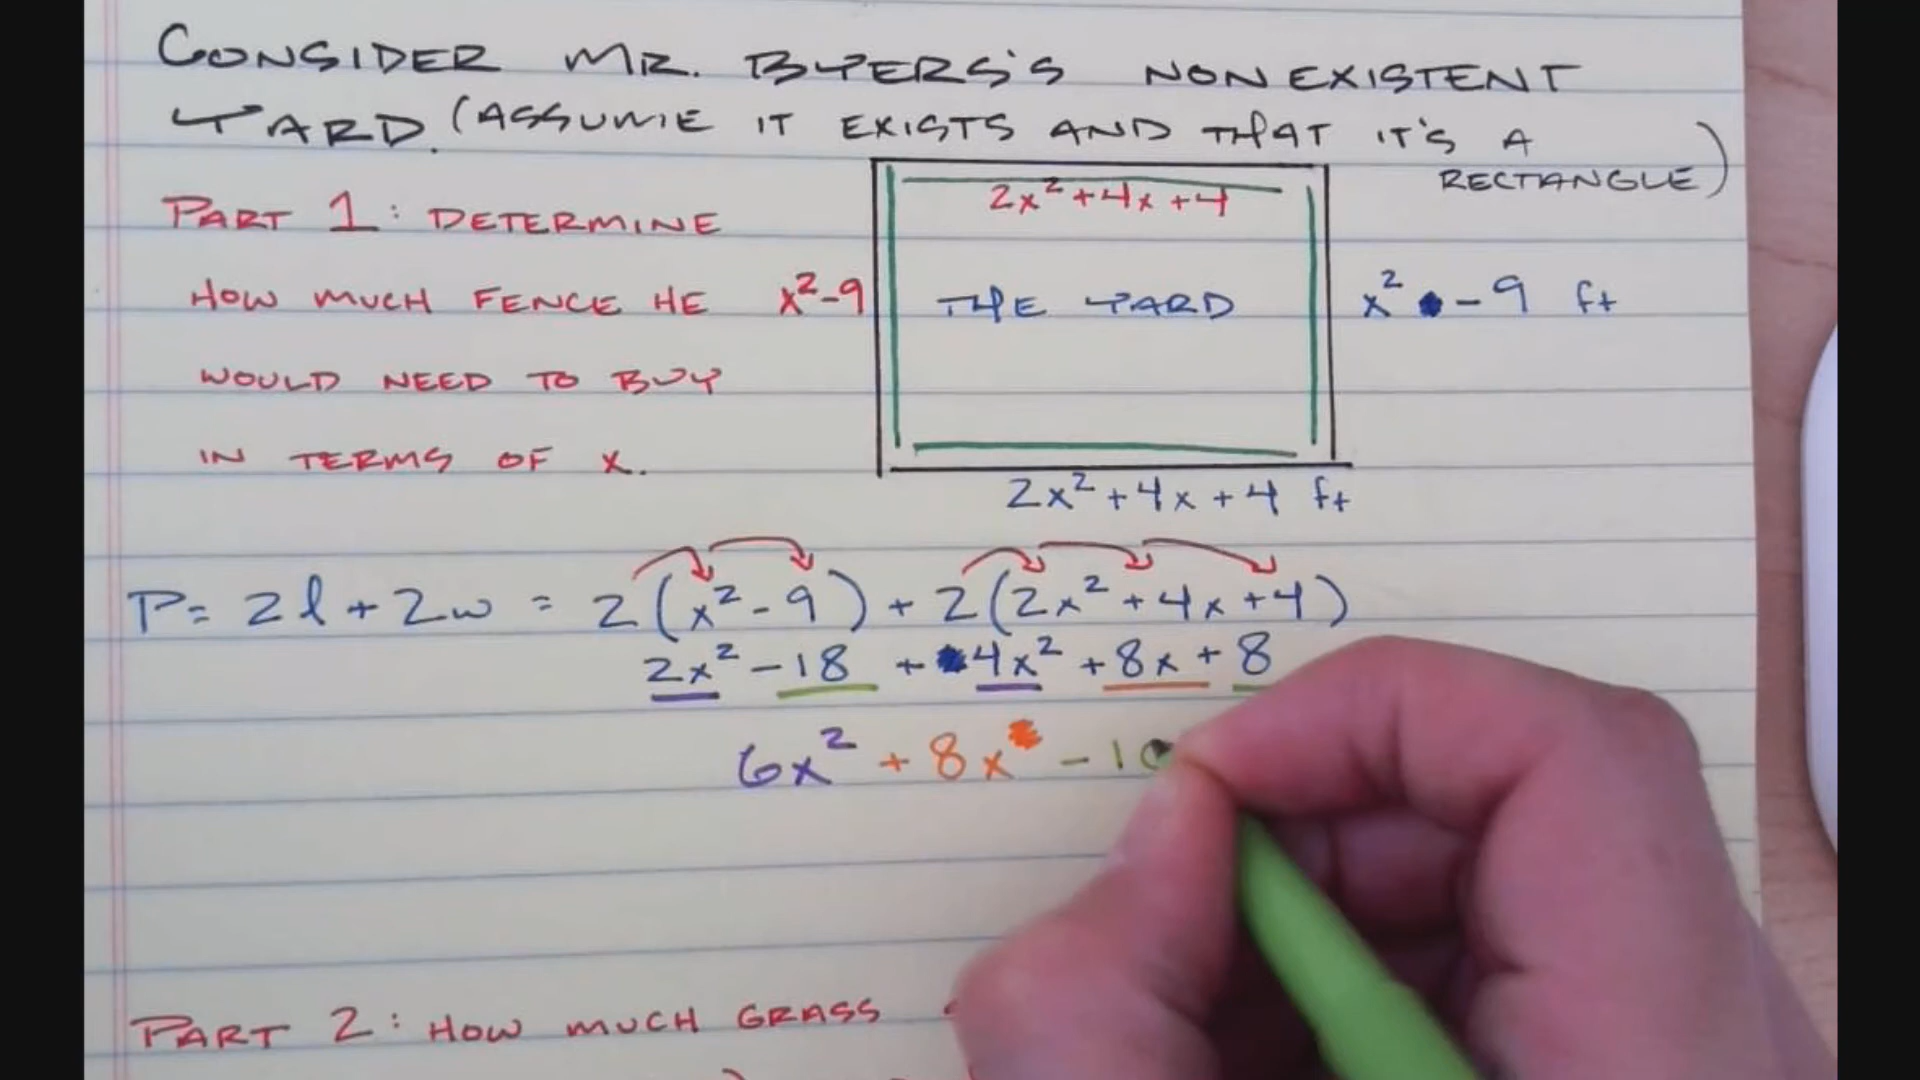 CONSIDER MR. BYERS'S NONEXISTENT
YARD. (ASSUME IT EXISTS AND THAT IT'S A
RECTANGLE)
PART 1: DETERMINE
HOW MUCH FENCE HE
WOULD NEED TO BUY
IN TERMS OF X.
2x² + 4x + 4
x² - 9
THE YARD
x² - 9 ft
2x² + 4x + 4 ft
P = 2l + 2w = 2(x² - 9) + 2(2x² + 4x + 4)
2x² - 18 + 4x² + 8x + 8
6x² + 8x - 10
PART 2: HOW MUCH GRASS